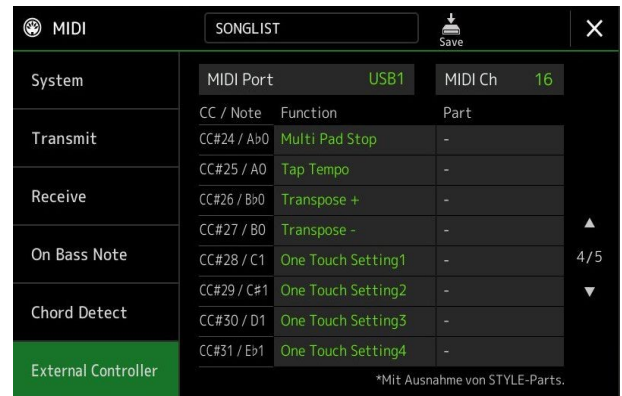 MIDI
SONGLIST
Save
System
Transmit
Receive
On Bass Note
Chord Detect
External Controller
MIDI Port USB1 MIDI Ch 16
CC / Note Function Part
CC#24 / A♭0 Multi Pad Stop -
CC#25 / A0 Tap Tempo -
CC#26 / B♭0 Transpose + -
CC#27 / B0 Transpose - -
CC#28 / C1 One Touch Setting1 -
CC#29 / C♯1 One Touch Setting2 -
CC#30 / D1 One Touch Setting3 -
CC#31 / E♭1 One Touch Setting4 -
4/5
*Mit Ausnahme von STYLE-Parts.